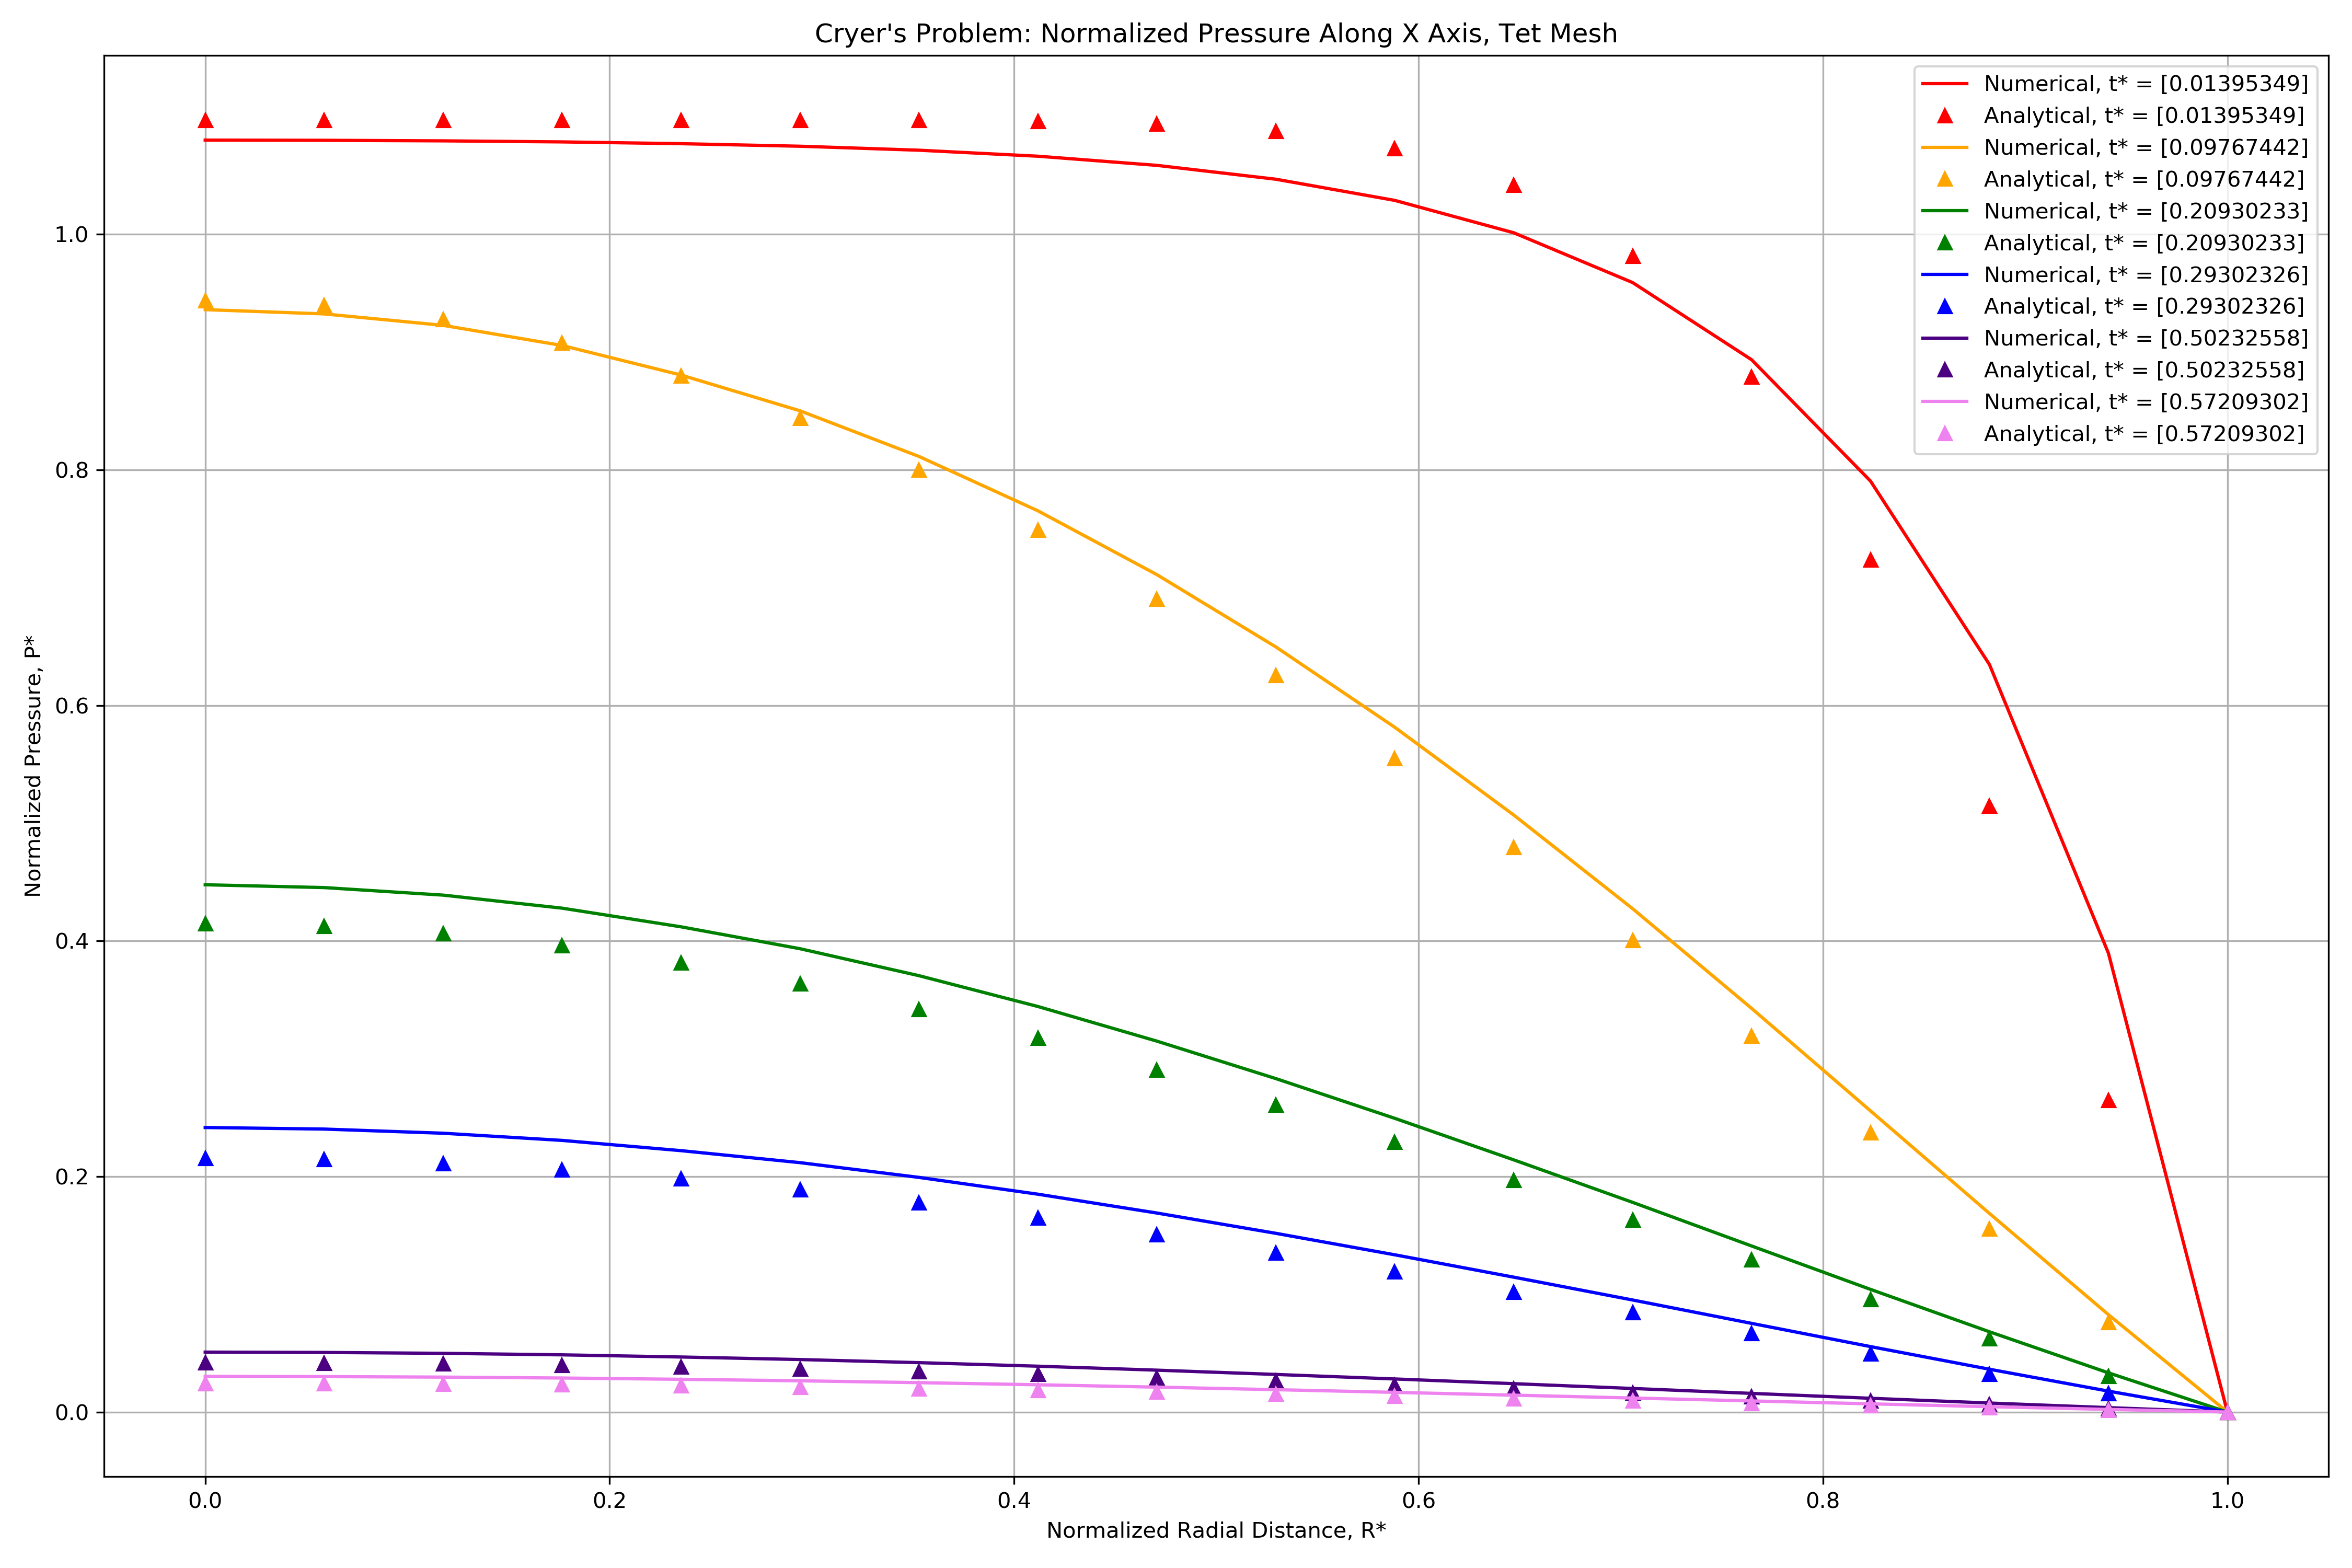 Cryer's Problem: Normalized Pressure Along X Axis, Tet Mesh
Numerical, t* = [0.01395349]
Analytical, t* = [0.01395349]
Numerical, t* = [0.09767442]
Analytical, t* = [0.09767442]
Numerical, t* = [0.20930233]
Analytical, t* = [0.20930233]
Numerical, t* = [0.29302326]
Analytical, t* = [0.29302326]
Numerical, t* = [0.50232558]
Analytical, t* = [0.50232558]
Numerical, t* = [0.57209302]
Analytical, t* = [0.57209302]
Normalized Pressure, P*
1.0
0.8
0.6
0.4
0.2
0.0
0.0 0.2 0.4 0.6 0.8 1.0
Normalized Radial Distance, R*